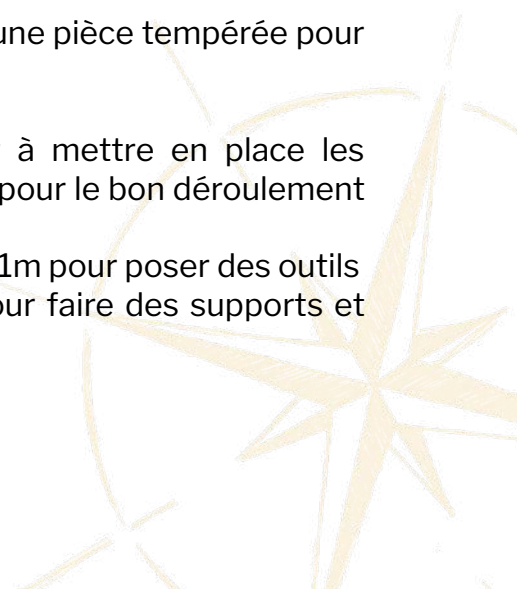 une pièce tempérée pour
à mettre en place les
pour le bon déroulement
1m pour poser des outils
our faire des supports et